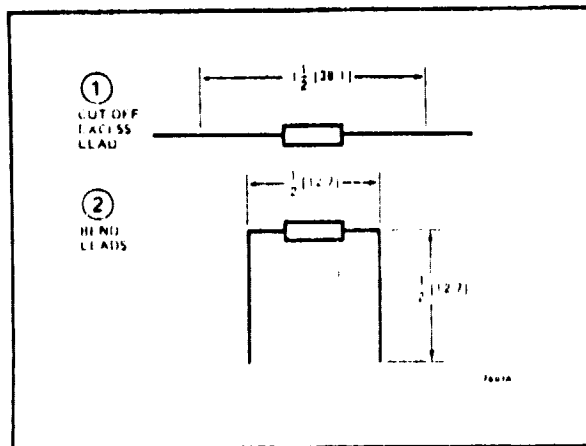 1
1 1/2 [38.1]
CUT OFF
EXCESS
LEAD
1/2 [12.7]
2
BEND
LEADS
1/2 [12.7]